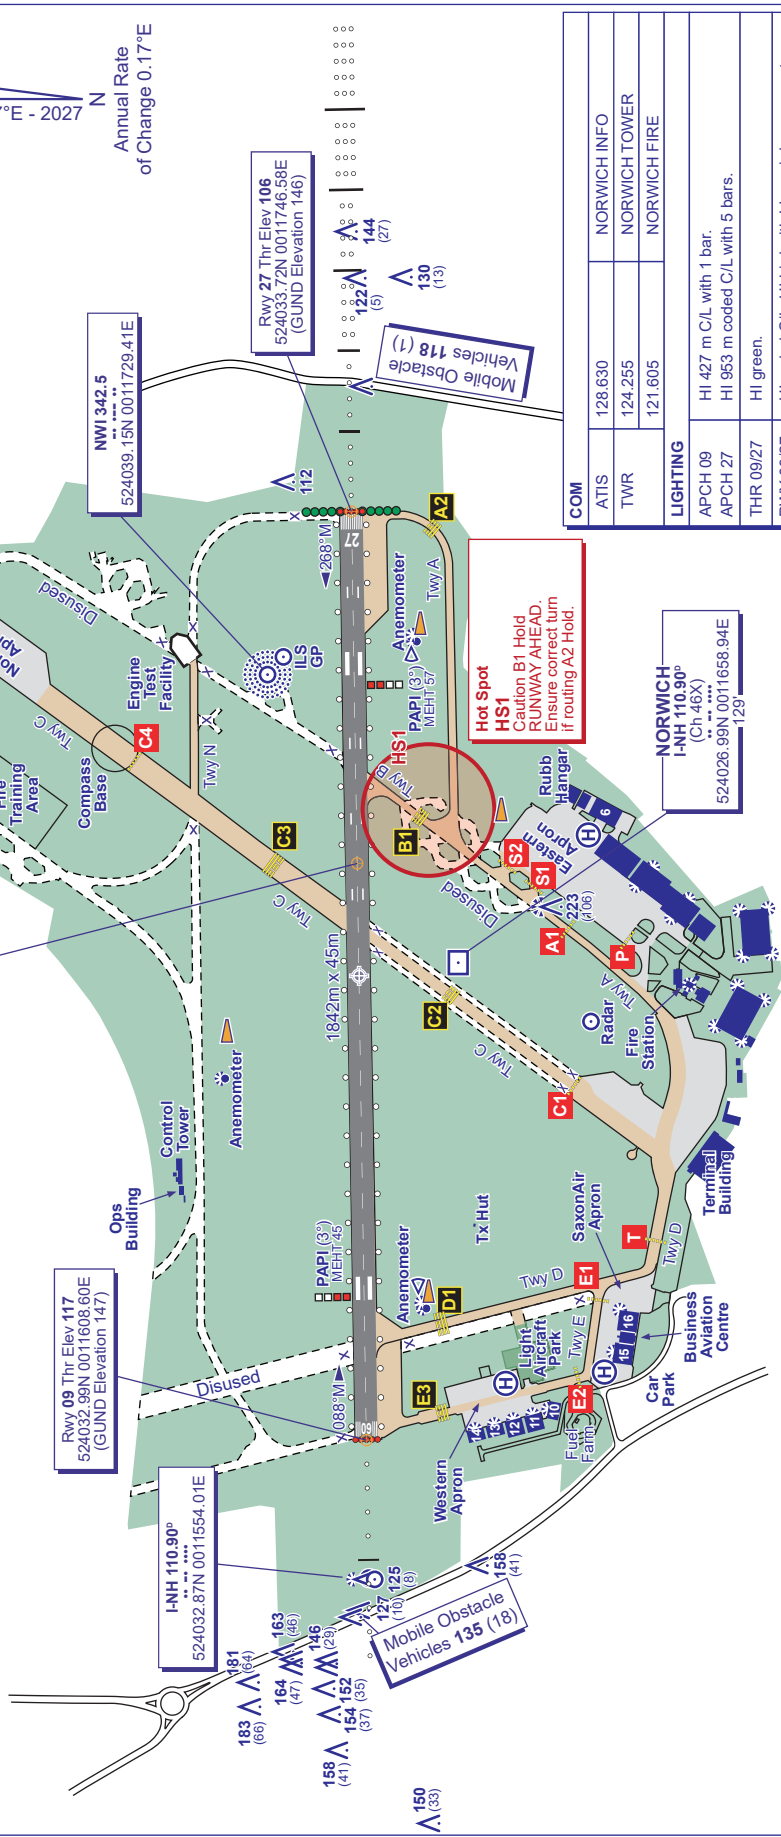 7°E - 2027
N
Annual Rate
of Change 0.17°E
Rwy 27 Thr Elev 106
524033.72N 0011746.58E
(GUND Elevation 146)
NWI 342.5
524039.15N 0011729.41E
144
(27)
122
(5)
130
(13)
Mobile Obstacle
Vehicles 118 (1)
112
COM
ATIS 128.630 NORWICH INFO
TWR 124.255 NORWICH TOWER
121.605 NORWICH FIRE
LIGHTING
APCH 09 HI 427 m C/L with 1 bar.
APCH 27 HI 953 m coded C/L with 5 bars.
THR 09/27 HI green.
Disused
Engine
Test
Facility
ILS
GP
268°M
27
A2
Twy A
Anemometer
PAPI (3°)
MEHT 57
Hot Spot
HS1
Caution B1 Hold
RUNWAY AHEAD.
Ensure correct turn
if routing A2 Hold.
NORWICH
I-NH 110.90D
(Ch 46X)
524026.99N 0011658.94E
129'
Twy C
C4
Compass
Base
Training
Area
Twy N
C3
Twy C
HS1
Twy B
B1
Disused
S2
S1
Eastern
Apron
Rubb
Hangar
6
H
223
(106)
A1
P
Twy A
1842m x 45m
C2
Twy C
Radar
Fire
Station
C1
Anemometer
Control
Tower
Ops
Building
Tx Hut
SaxonAir
Apron
T
Twy D
Terminal
Building
PAPI (3°)
MEHT 45
Anemometer
D1
Twy D
E1
Rwy 09 Thr Elev 117
524032.99N 0011608.60E
(GUND Elevation 147)
Disused
088°M
09
E3
Light
Aircraft
Park
Twy E
H
H
E2
15
16
Business
Aviation
Centre
Car
Park
Western
Apron
14
13
12
11
10
Fuel
Farm
I-NH 110.90D
524032.87N 0011554.01E
125
(8)
127
(10)
158
(41)
Mobile Obstacle
Vehicles 135 (18)
163
(46)
146
(29)
181
(64)
164
(47)
152
(35)
183
(66)
154
(37)
158
(41)
150
(33)